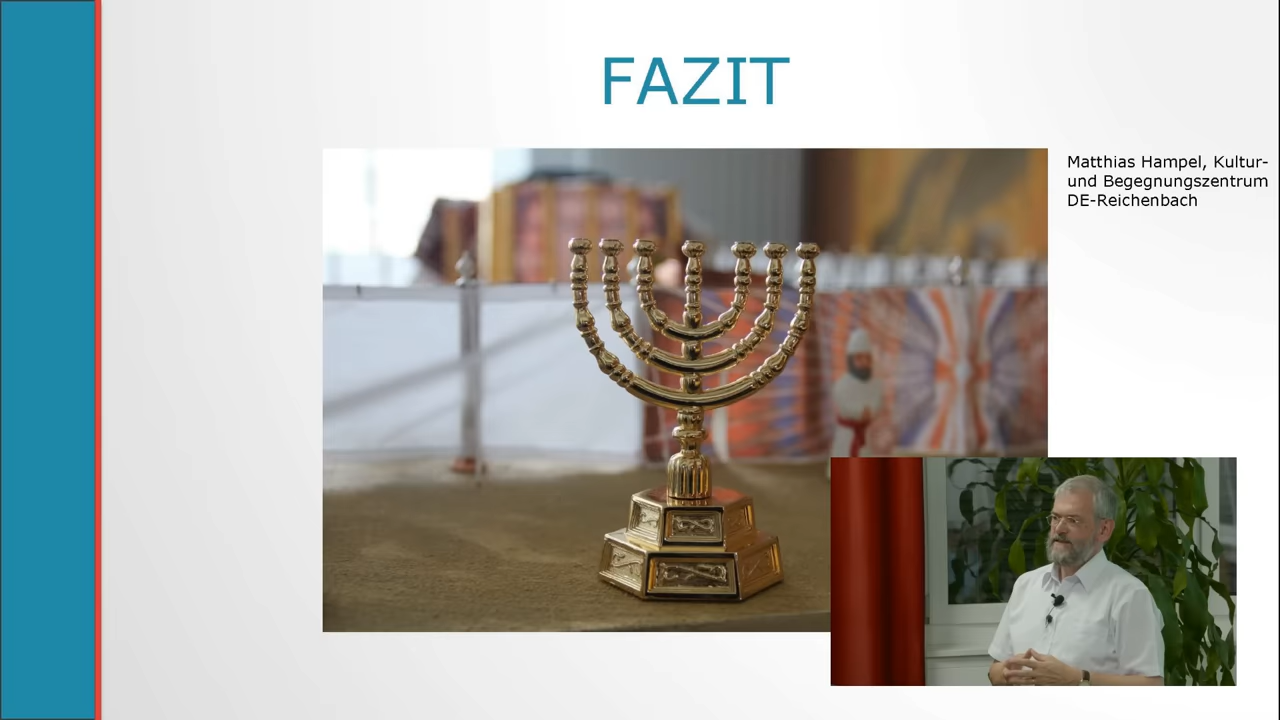 FAZIT
Matthias Hampel, Kultur-
und Begegnungszentrum
DE-Reichenbach